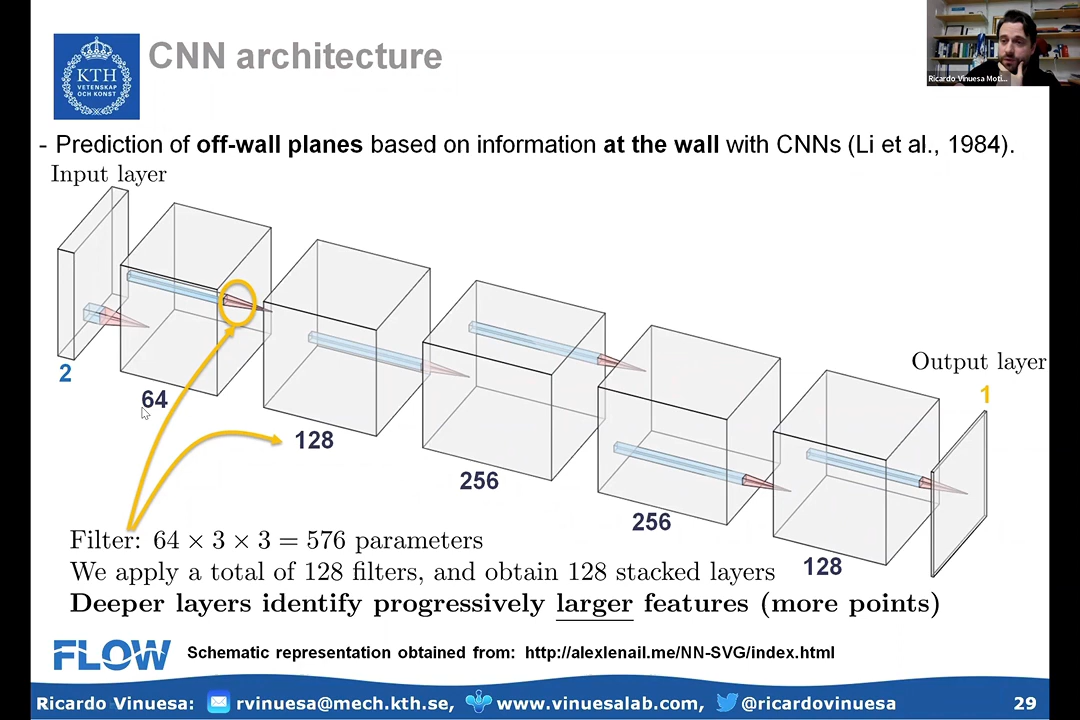 KTH
VETENSKAP
OCH KONST
CNN architecture
Ricardo Vinuesa Moti...
- Prediction of off-wall planes based on information at the wall with CNNs (Li et al., 1984).
Input layer
2
64
128
256
256
128
Output layer
1
Filter: 64 × 3 × 3 = 576 parameters
We apply a total of 128 filters, and obtain 128 stacked layers
Deeper layers identify progressively larger features (more points)
FLOW
Schematic representation obtained from: http://alexlenail.me/NN-SVG/index.html
Ricardo Vinuesa: rvinuesa@mech.kth.se, www.vinuesalab.com, @ricardovinuesa
29